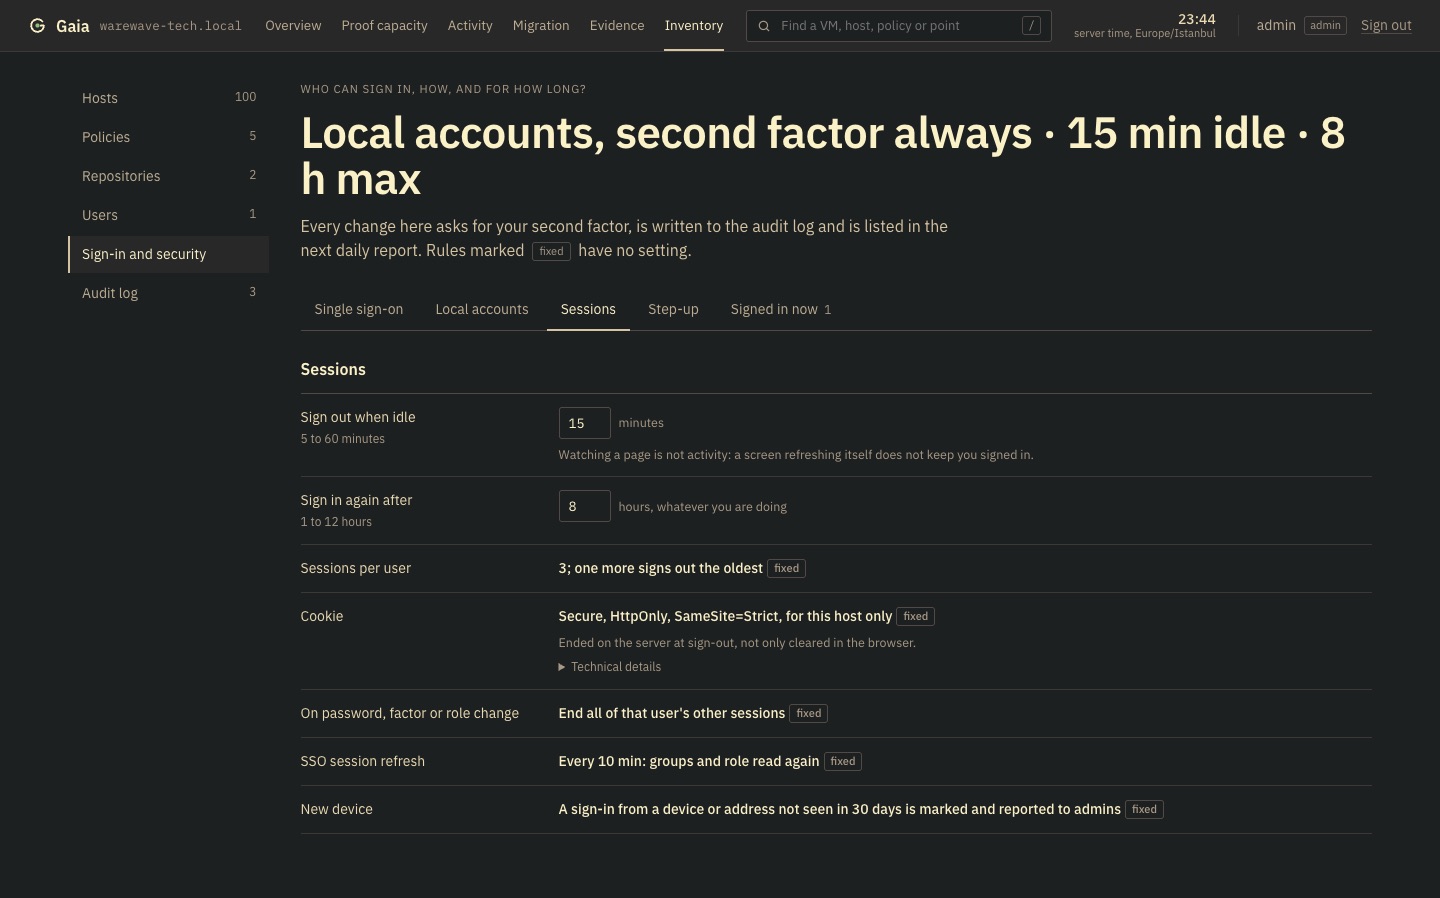 Gaia warewave-tech.local Overview Proof capacity Activity Migration Evidence Inventory Find a VM, host, policy or point / 23:44 admin admin Sign out
server time, Europe/Istanbul
Hosts 100
Policies 5
Repositories 2
Users 1
Sign-in and security
Audit log 3
WHO CAN SIGN IN, HOW, AND FOR HOW LONG?
Local accounts, second factor always · 15 min idle · 8
h max
Every change here asks for your second factor, is written to the audit log and is listed in the
next daily report. Rules marked fixed have no setting.
Single sign-on Local accounts Sessions Step-up Signed in now 1
Sessions
Sign out when idle 15 minutes
5 to 60 minutes
Watching a page is not activity: a screen refreshing itself does not keep you signed in.
Sign in again after 8 hours, whatever you are doing
1 to 12 hours
Sessions per user 3; one more signs out the oldest fixed
Cookie Secure, HttpOnly, SameSite=Strict, for this host only fixed
Ended on the server at sign-out, not only cleared in the browser.
Technical details
On password, factor or role change End all of that user's other sessions fixed
SSO session refresh Every 10 min: groups and role read again fixed
New device A sign-in from a device or address not seen in 30 days is marked and reported to admins fixed